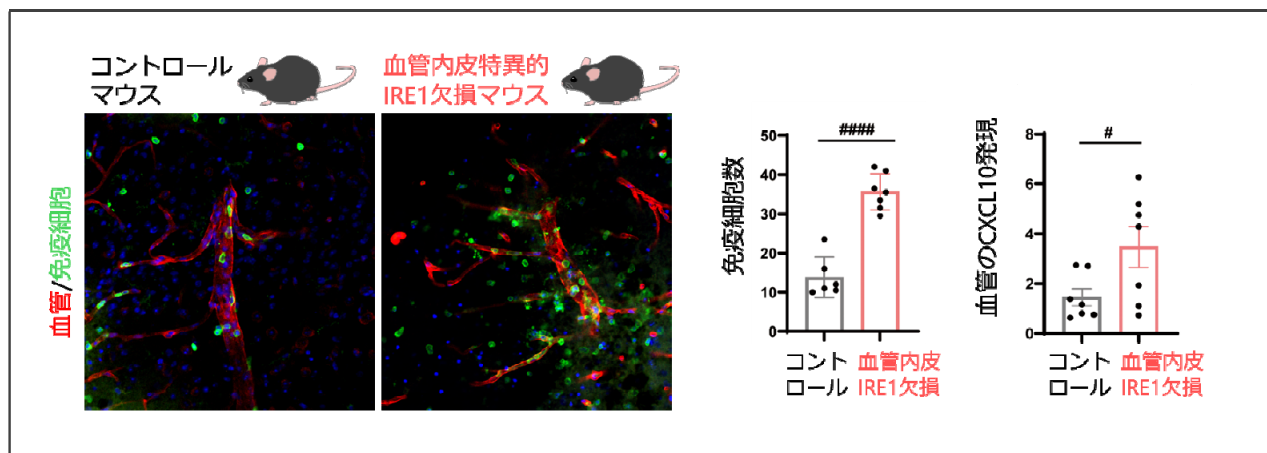 コントロール
マウス
血管内皮特異的
IRE1欠損マウス
血管/免疫細胞
免疫細胞数
50
40
30
20
10
0
####
コント
ロール
血管内皮
IRE1欠損
血管のCXCL10発現
8
6
4
2
0
#
コント
ロール
血管内皮
IRE1欠損